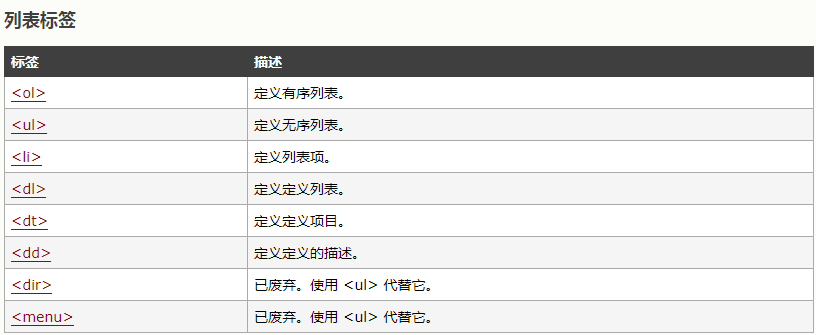 列表标签
标签 描述
<ol> 定义有序列表。
<ul> 定义无序列表。
<li> 定义列表项。
<dl> 定义定义列表。
<dt> 定义定义项目。
<dd> 定义定义的描述。
<dir> 已废弃。使用 <ul> 代替它。
<menu> 已废弃。使用 <ul> 代替它。